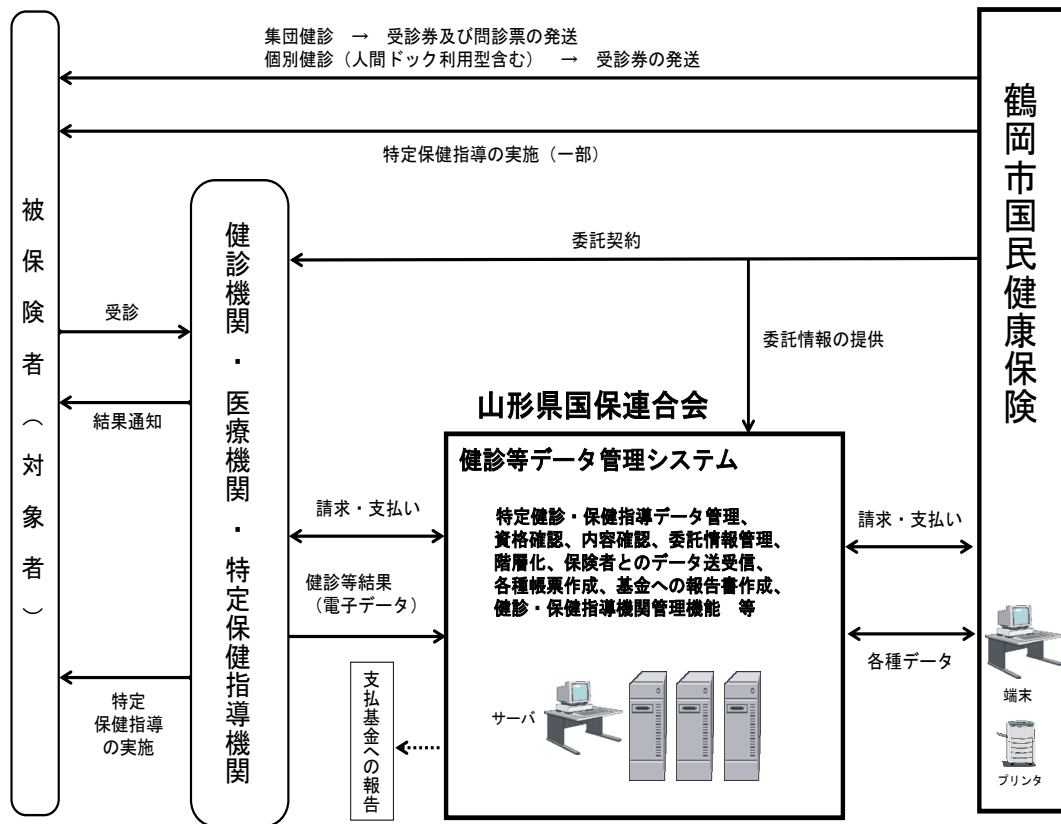 集団健診　→　受診券及び問診票の発送
個別健診（人間ドック利用型含む）　→　受診券の発送
特定保健指導の実施（一部）
鶴岡市国民健康保険
被保険者（対象者）
健診機関・医療機関・特定保健指導機関
委託契約
受診
委託情報の提供
結果通知
山形県国保連合会
健診等データ管理システム
特定健診・保健指導データ管理、
資格確認、内容確認、委託情報管理、
階層化、保険者とのデータ送受信、
各種帳票作成、基金への報告書作成、
健診・保健指導機関管理機能　等
請求・支払い
請求・支払い
健診等結果
（電子データ）
各種データ
支払基金への報告
サーバ
端末
プリンタ
特定
保健指導
の実施